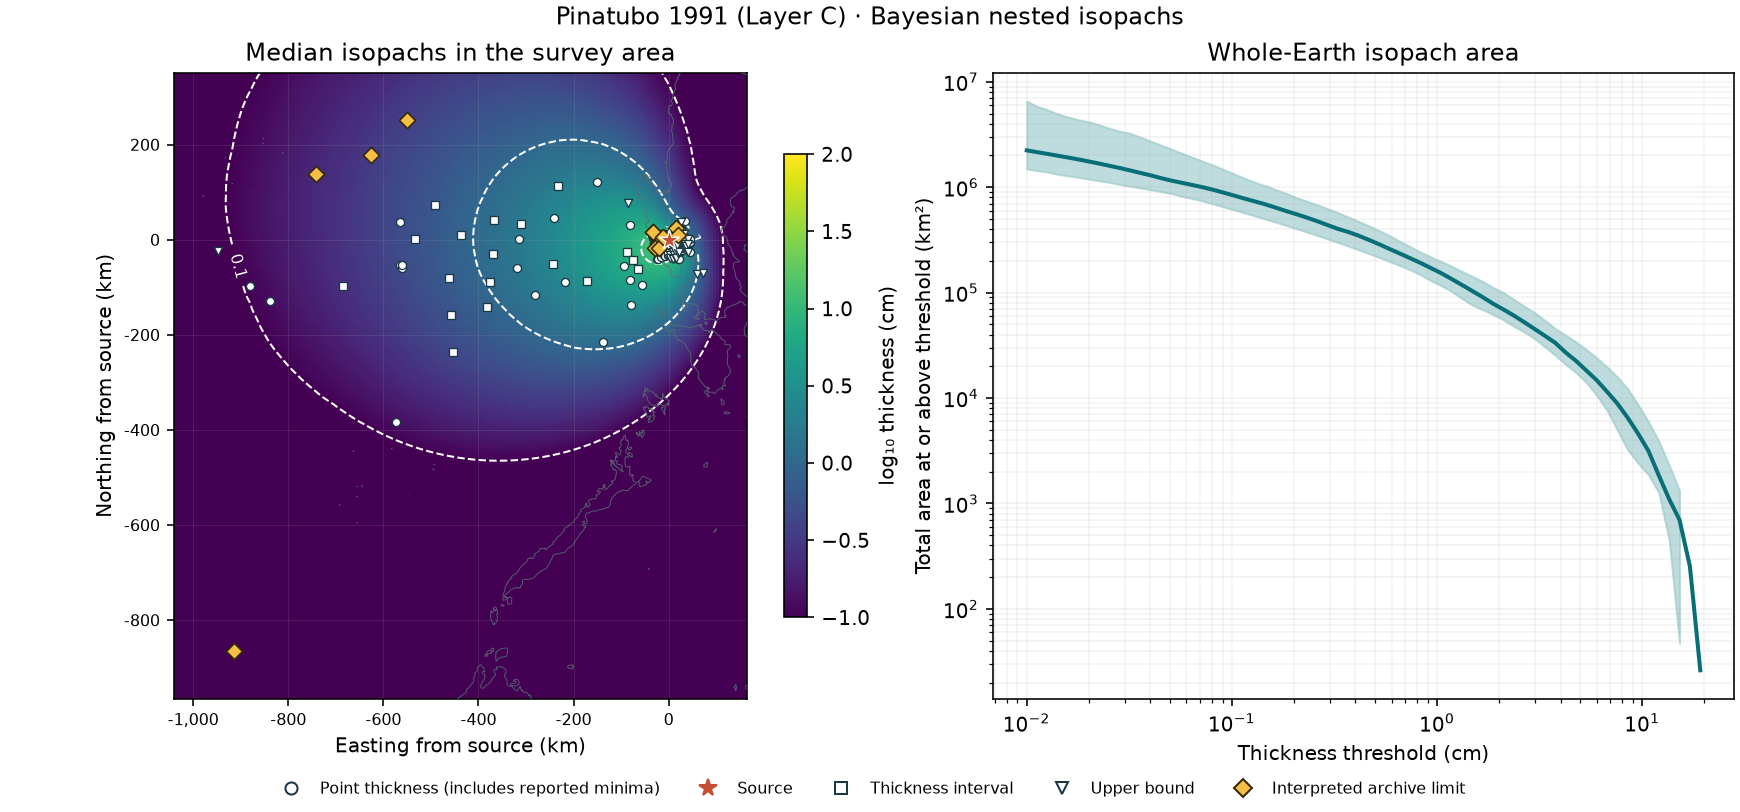 Pinatubo 1991 (Layer C) · Bayesian nested isopachs
Median isopachs in the survey area
Northing from source (km)
200
0
-200
-400
-600
-800
0.1
-1,000
-800
-600
-400
-200
0
Easting from source (km)
2.0
1.5
1.0
0.5
0.0
−0.5
−1.0
log₁₀ thickness (cm)
Whole-Earth isopach area
Total area at or above threshold (km²)
10⁷
10⁶
10⁵
10⁴
10³
10²
10⁻²
10⁻¹
10⁰
10¹
Thickness threshold (cm)
Point thickness (includes reported minima)
Source
Thickness interval
Upper bound
Interpreted archive limit